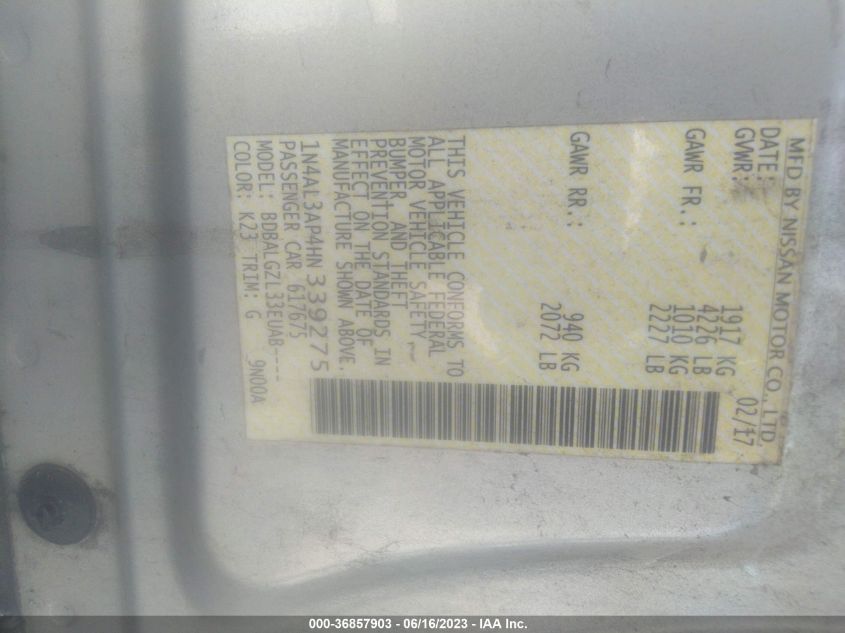 MFD BY NISSAN MOTOR CO., LTD
DATE: 02/17
GVWR: 1917 KG
4226 LB
GAWR FR.: 1010 KG
2227 LB
GAWR RR.: 940 KG
2072 LB
THIS VEHICLE CONFORMS TO
ALL APPLICABLE FEDERAL
MOTOR VEHICLE SAFETY
BUMPER, AND THEFT
PREVENTION STANDARDS IN
EFFECT ON THE DATE OF
MANUFACTURE SHOWN ABOVE.
1N4AL3AP4HN339275
PASSENGER CAR 617675
MODEL: BDBALGZL33EUAB----
COLOR: K23 TRIM: G 9N00A
000-36857903 - 06/16/2023 - IAA Inc.